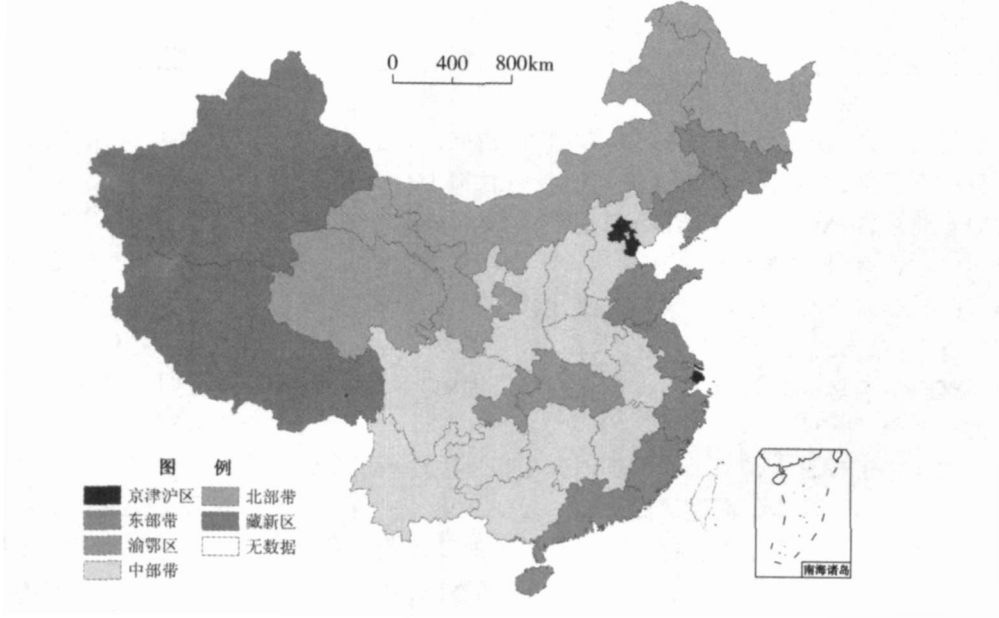 0 400 800km
图 例
京津沪区 北部带
东部带 藏新区
渝鄂区 无数据
中部带
南海诸岛